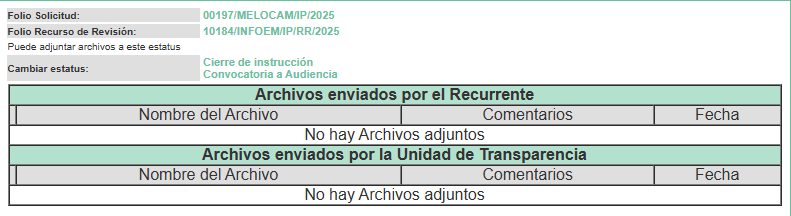 Folio Solicitud: 00197/MELOCAM/IP/2025
Folio Recurso de Revisión: 10184/INFOEM/IP/RR/2025
Puede adjuntar archivos a este estatus
Cambiar estatus: Cierre de instrucción
Convocatoria a Audiencia
Archivos enviados por el Recurrente
Nombre del Archivo Comentarios Fecha
No hay Archivos adjuntos
Archivos enviados por la Unidad de Transparencia
Nombre del Archivo Comentarios Fecha
No hay Archivos adjuntos